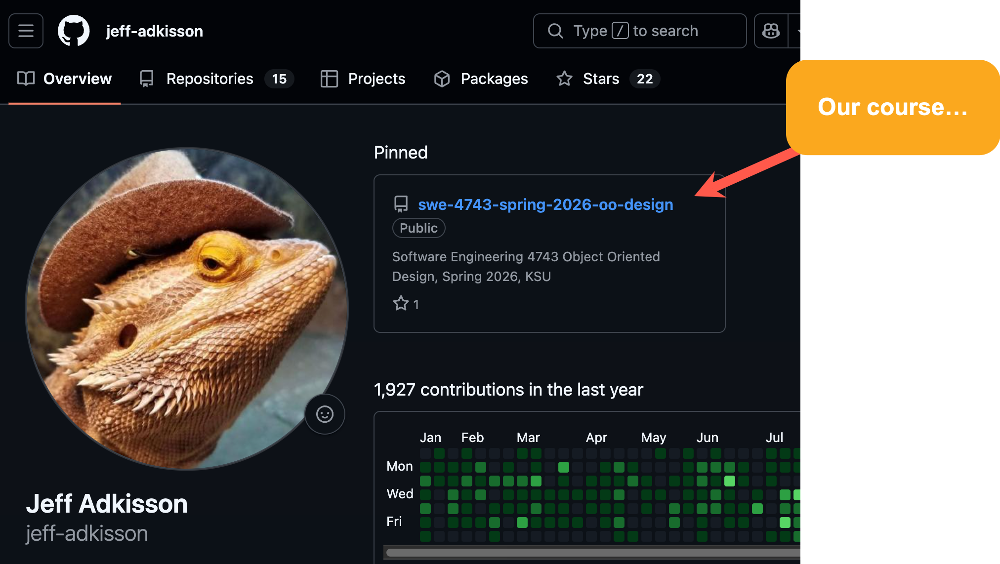 jeff-adkisson
Type / to search
Overview
Repositories 15
Projects
Packages
Stars 22
Our course...
Pinned
swe-4743-spring-2026-oo-design
Public
Software Engineering 4743 Object Oriented
Design, Spring 2026, KSU
1
1,927 contributions in the last year
Jan Feb Mar Apr May Jun Jul
Mon
Wed
Fri
Jeff Adkisson
jeff-adkisson